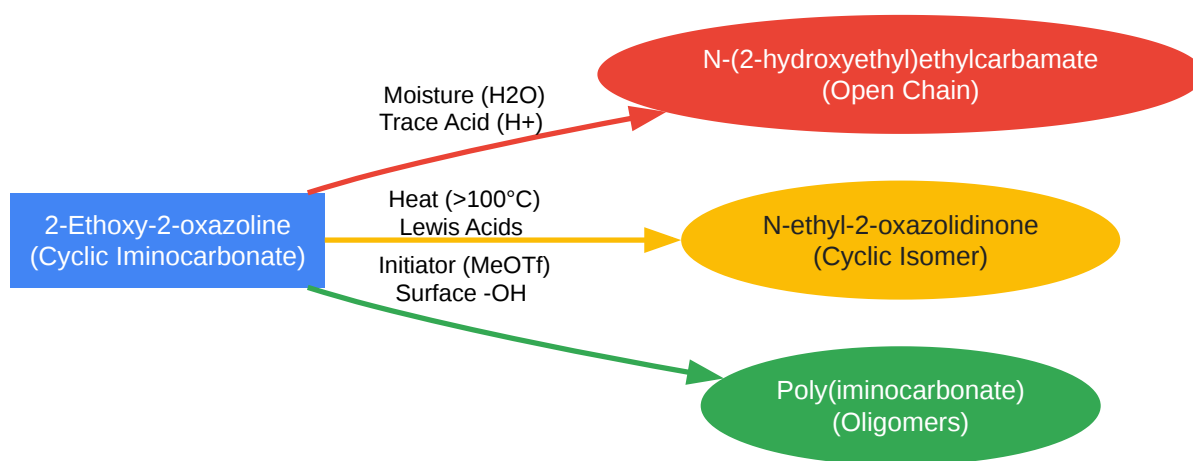 N-(2-hydroxyethyl)ethylcarbamate
(Open Chain)
Moisture (H2O)
Trace Acid (H+)
2-Ethoxy-2-oxazoline
(Cyclic Iminocarbonate)
Heat (>100°C)
Lewis Acids
N-ethyl-2-oxazolidinone
(Cyclic Isomer)
Initiator (MeOTf)
Surface -OH
Poly(iminocarbonate)
(Oligomers)